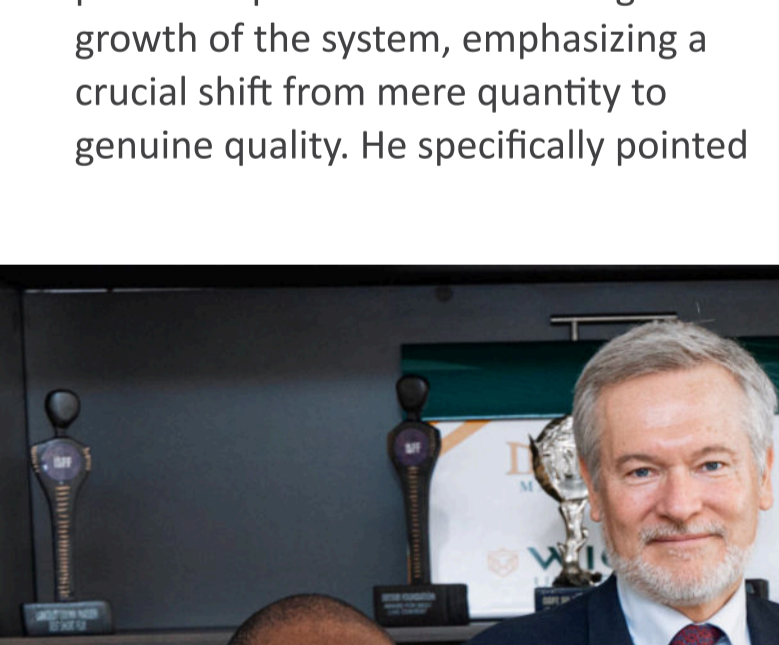 growth of the system, emphasizing a
crucial shift from mere quantity to
genuine quality. He specifically pointed